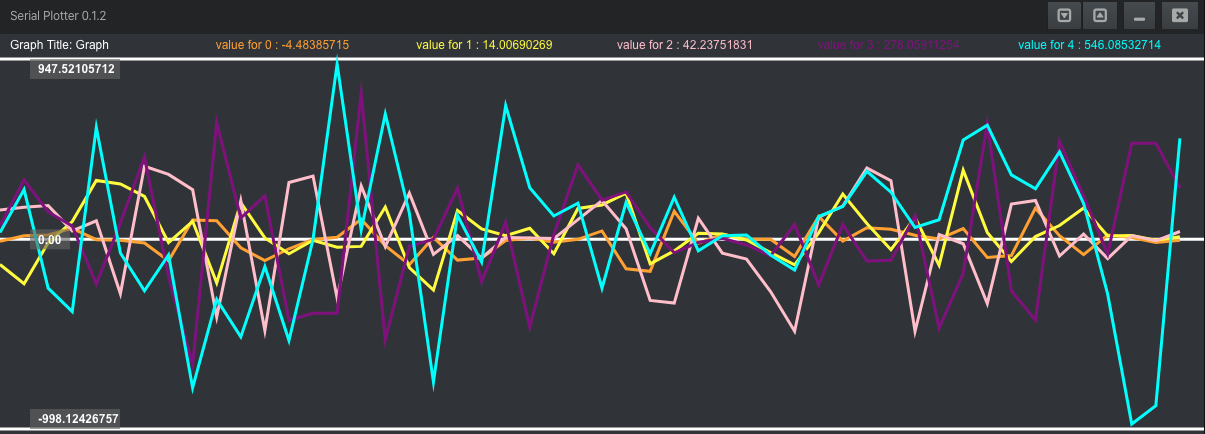 Serial Plotter 0.1.2
Graph Title: Graph value for 0 : -4.48385715 value for 1 : 14.00690269 value for 2 : 42.23751831 value for 3 : 278.05911254 value for 4 : 546.08532714
947.52105712
0.00
-998.12426757